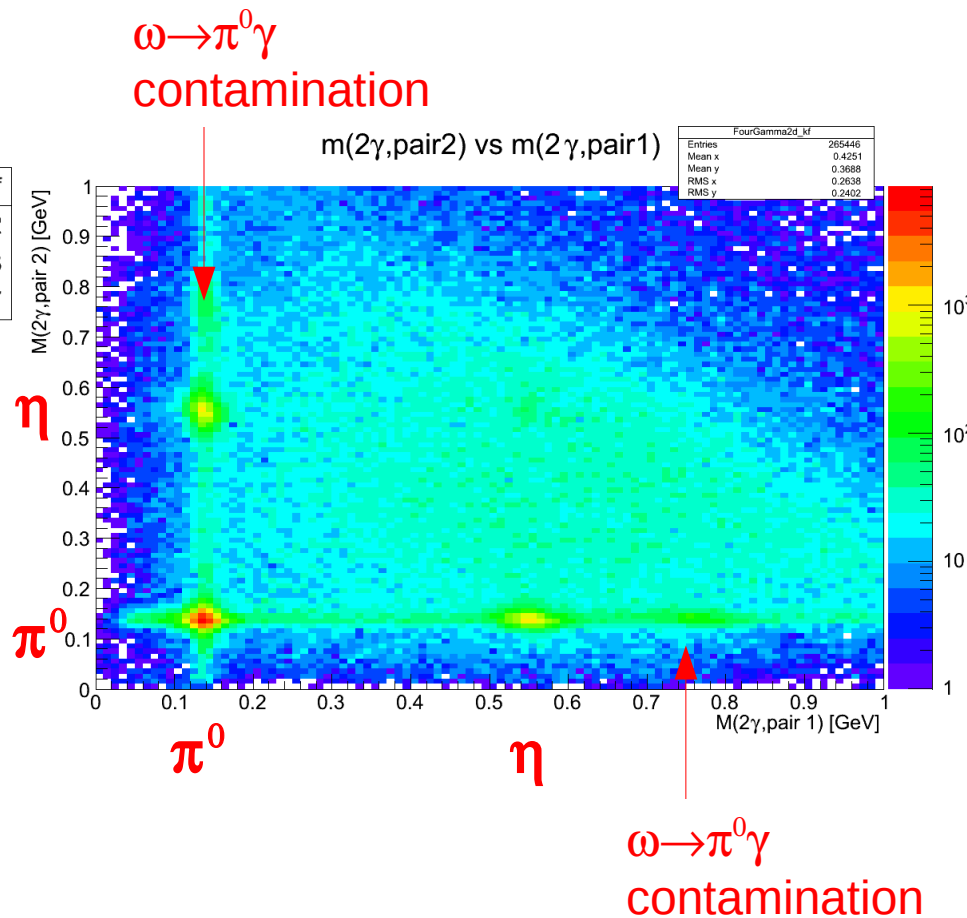 ω→π⁰γ
contamination
m(2γ,pair2) vs m(2γ,pair1)
FourGamma2d_kf
Entries 265446
Mean x 0.4251
Mean y 0.3688
RMS x 0.2638
RMS y 0.2402
M(2γ,pair 2) [GeV]
1
0.9
0.8
0.7
0.6
0.5
0.4
0.3
0.2
0.1
0
η
π⁰
0 0.1 0.2 0.3 0.4 0.5 0.6 0.7 0.8 0.9 1
M(2γ,pair 1) [GeV]
10²
10
1
π⁰
η
ω→π⁰γ
contamination